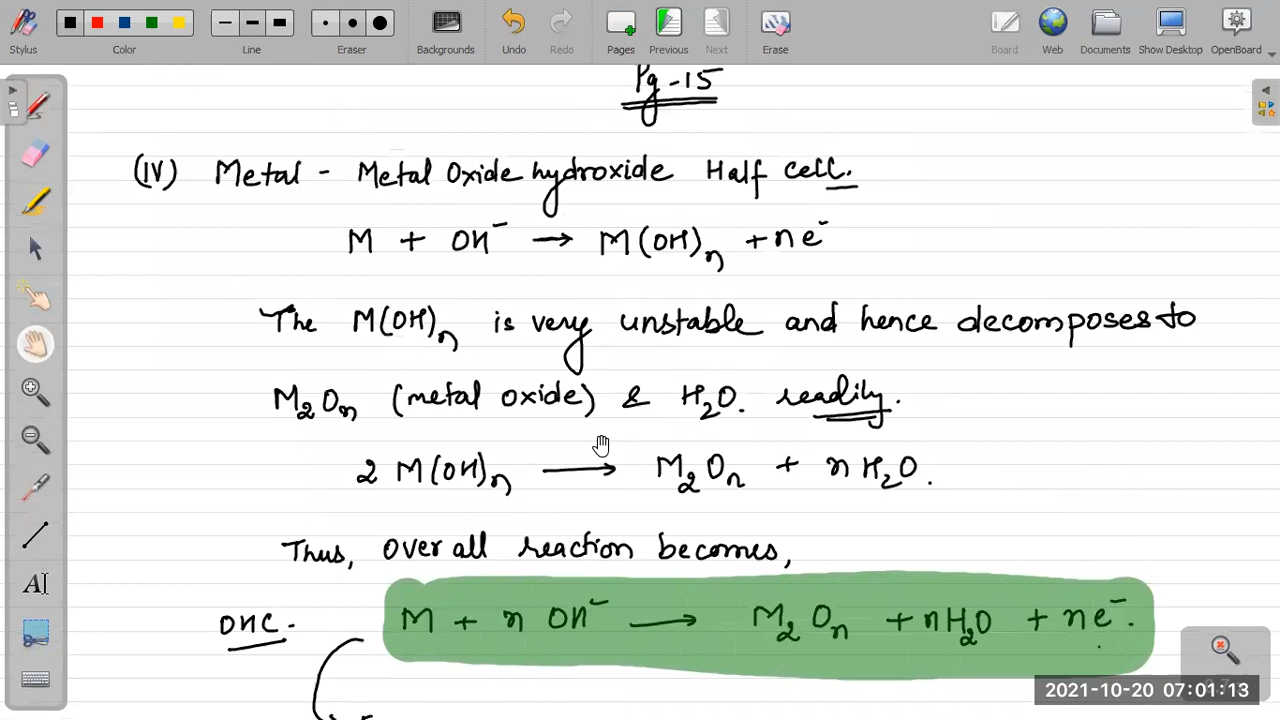 Stylus Color Line Eraser Backgrounds Undo Redo Pages Previous Next Erase Board Web Documents Show Desktop OpenBoard
Pg-15
(IV) Metal - Metal Oxide hydroxide Half cell.
M + OH⁻ → M(OH)ₙ + ne⁻
The M(OH)ₙ is very unstable and hence decomposes to
M₂Oₙ (metal oxide) & H₂O. readily.
2 M(OH)ₙ → M₂Oₙ + n H₂O.
Thus, Over all reaction becomes,
OHC. M + n OH⁻ → M₂Oₙ + nH₂O + ne⁻.
2021-10-20 07:01:13